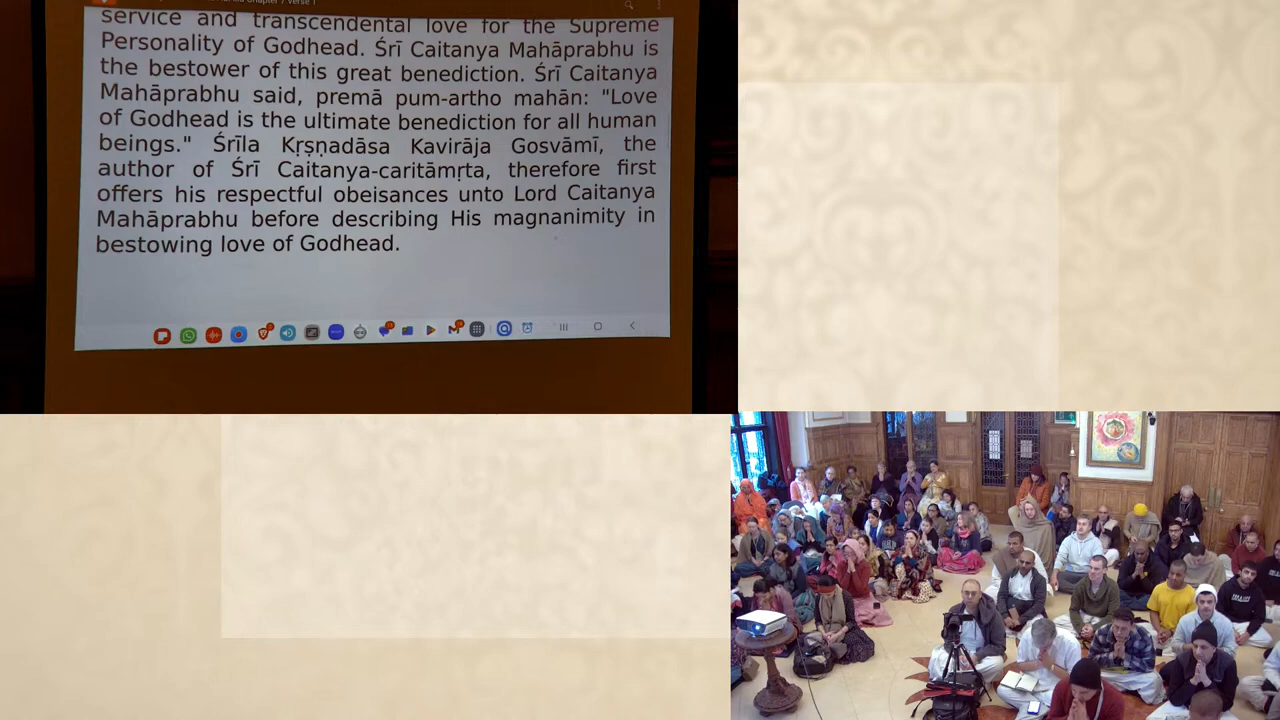 service and transcendental love for the Supreme
Personality of Godhead. Śrī Caitanya Mahāprabhu is
the bestower of this great benediction. Śrī Caitanya
Mahāprabhu said, premā pum-artho mahān: "Love
of Godhead is the ultimate benediction for all human
beings." Śrīla Kṛṣṇadāsa Kavirāja Gosvāmī, the
author of Śrī Caitanya-caritāmṛta, therefore first
offers his respectful obeisances unto Lord Caitanya
Mahāprabhu before describing His magnanimity in
bestowing love of Godhead.